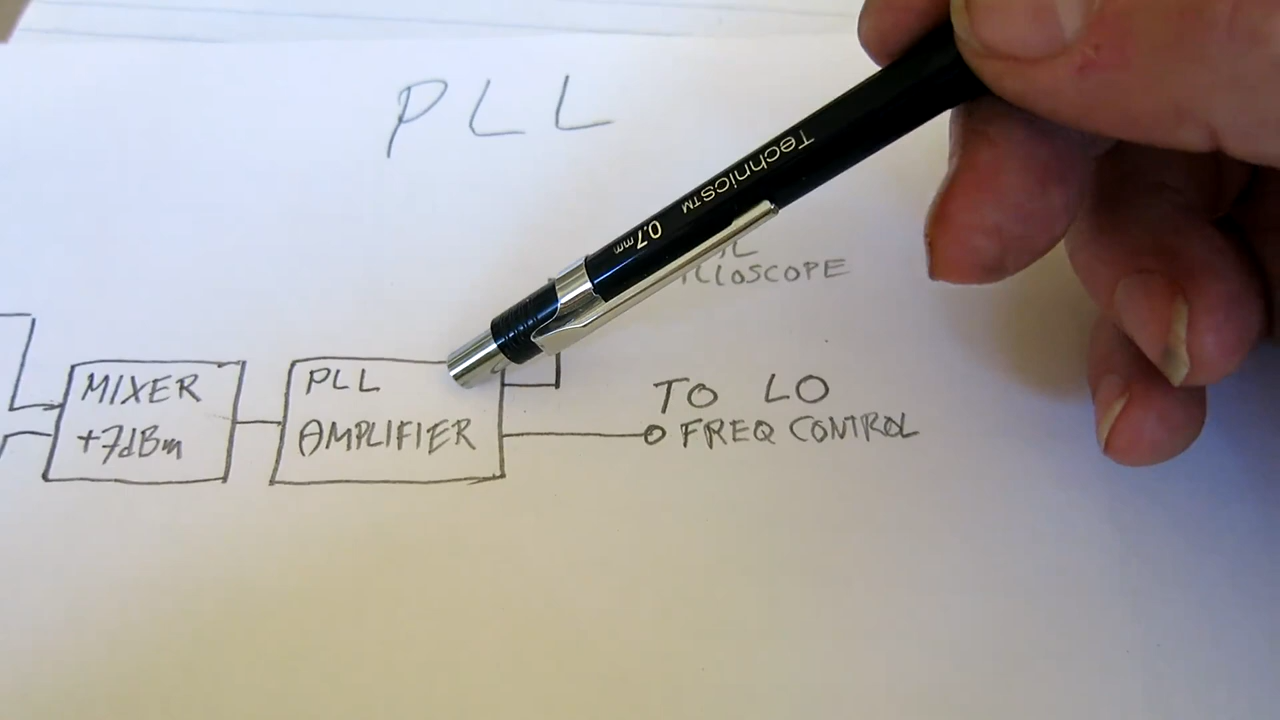 PLL
Technics™ 0.7mm
MIXER
+7dBm
PLL
AMPLIFIER
TO LO
FREQ CONTROL